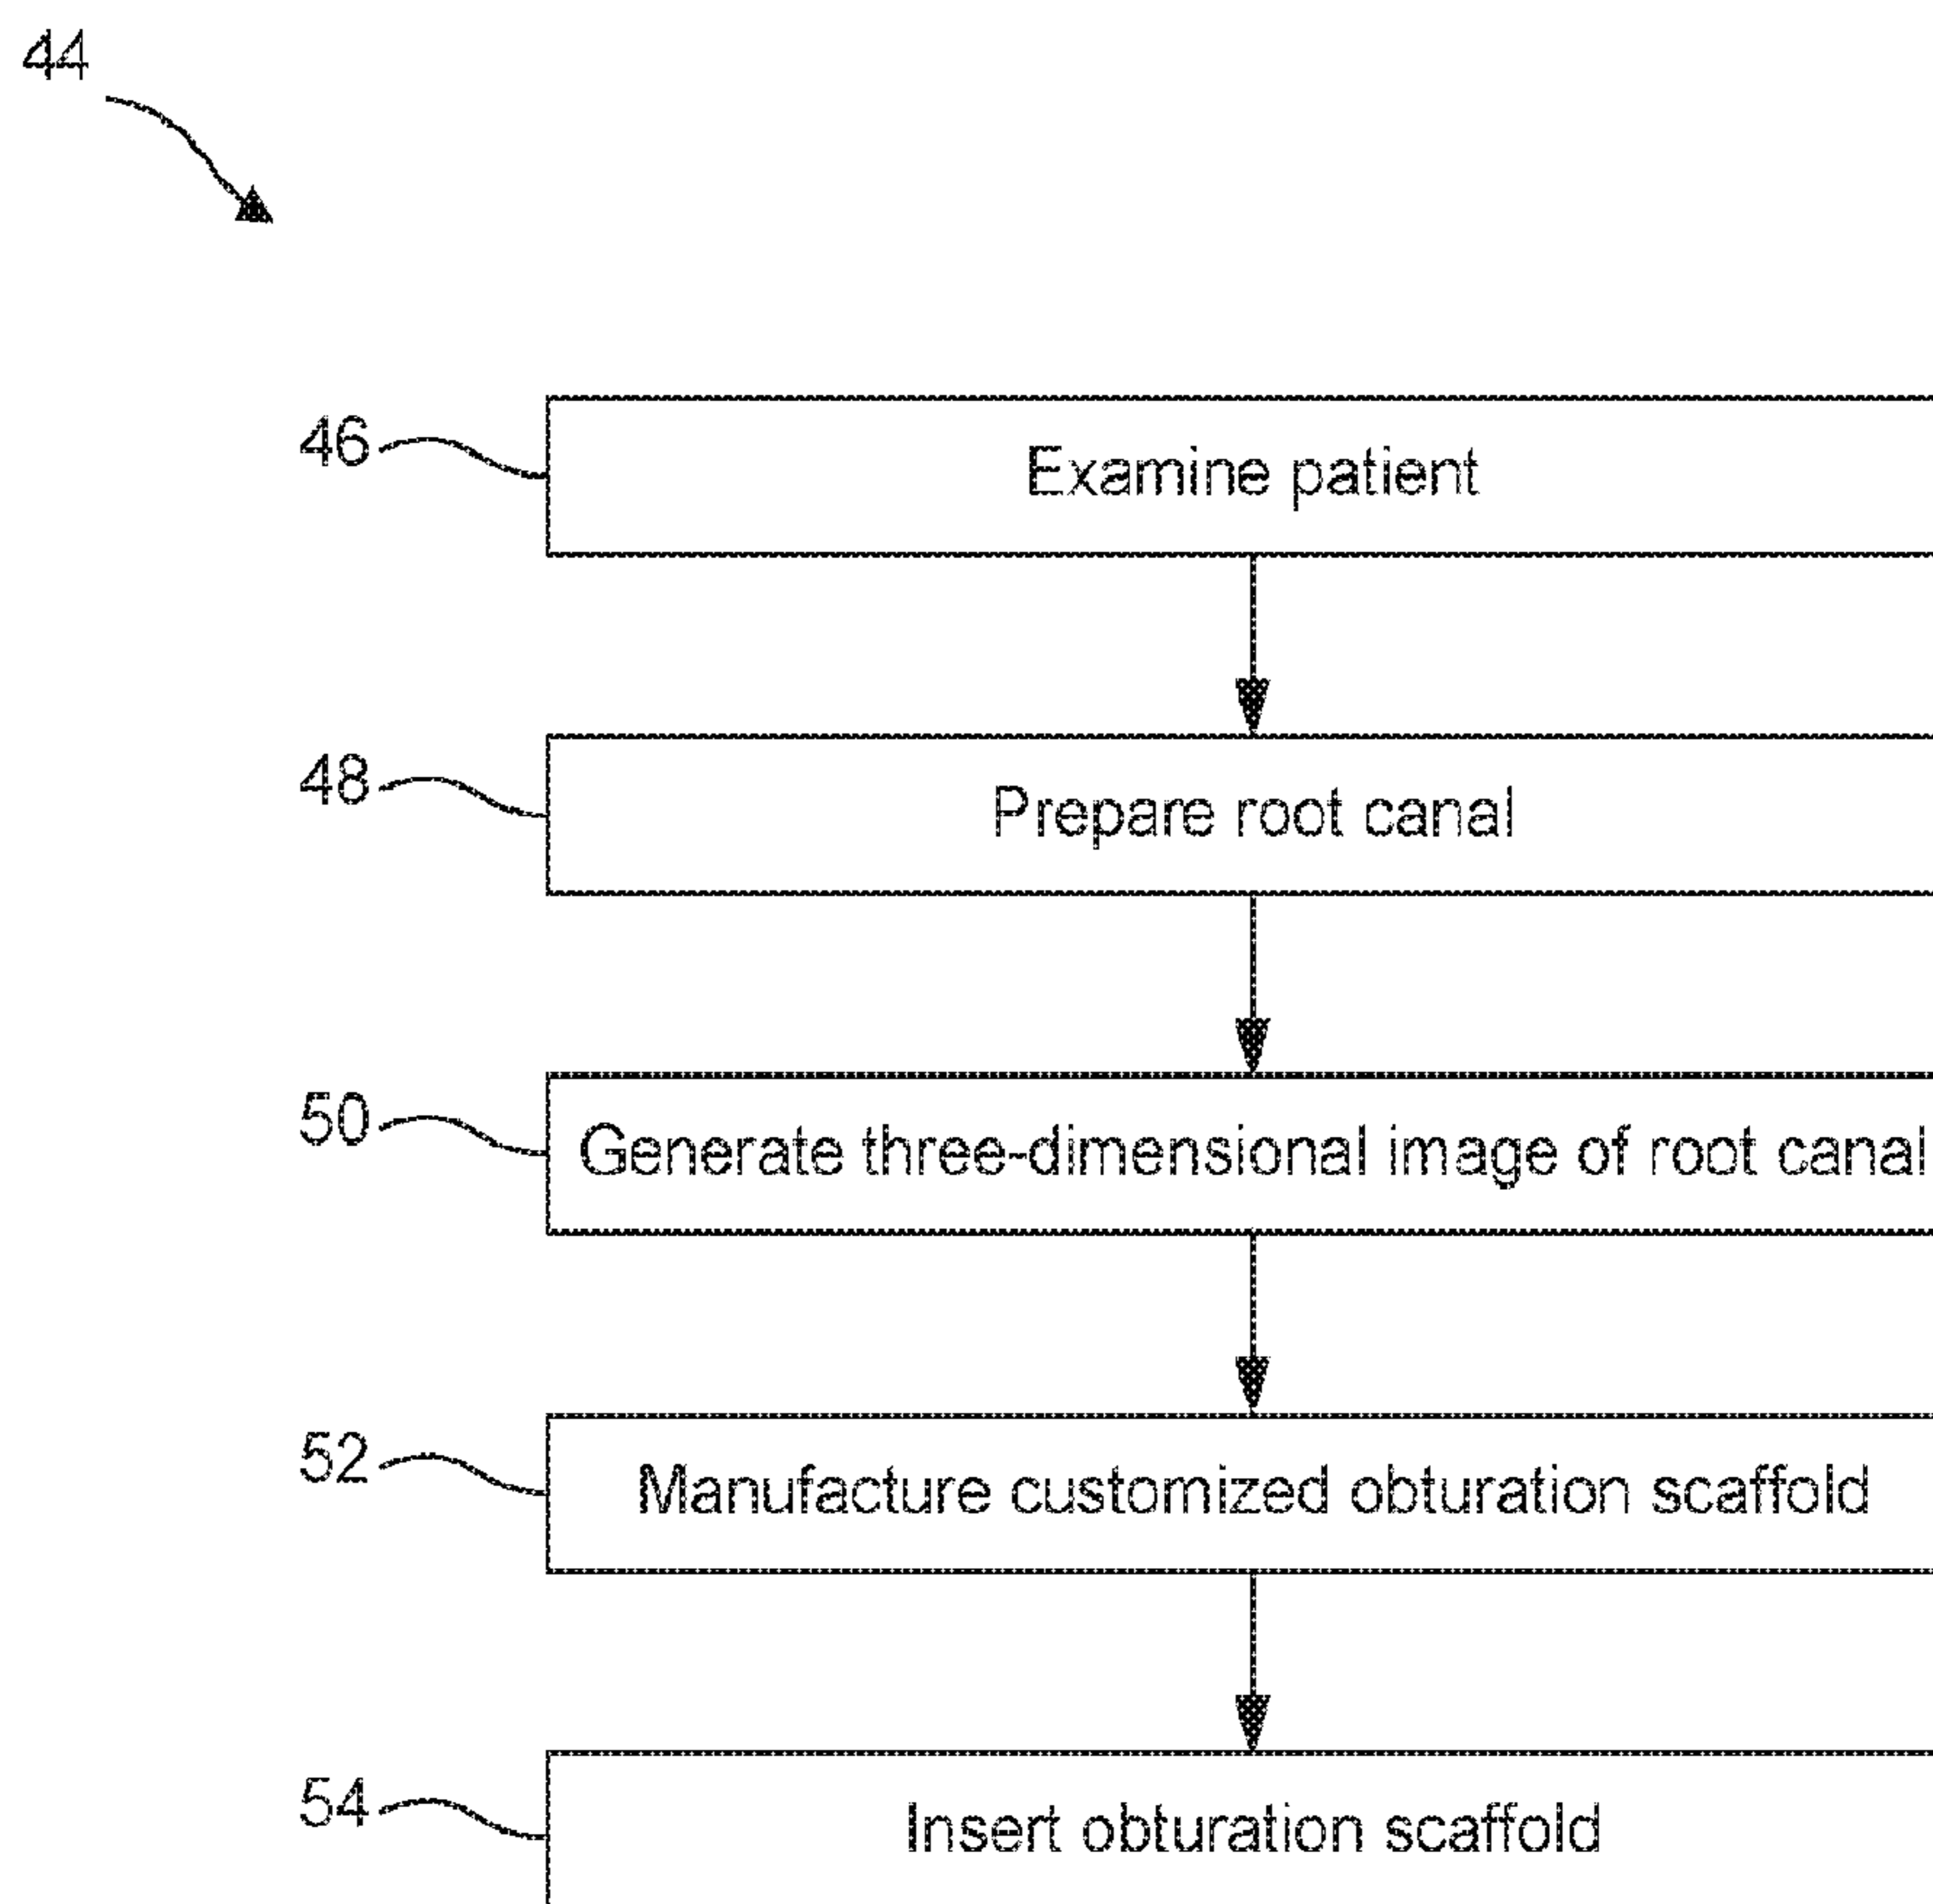 44
46 Examine patient
48 Prepare root canal
50 Generate three-dimensional image of root canal
52 Manufacture customized obturation scaffold
54 Insert obturation scaffold